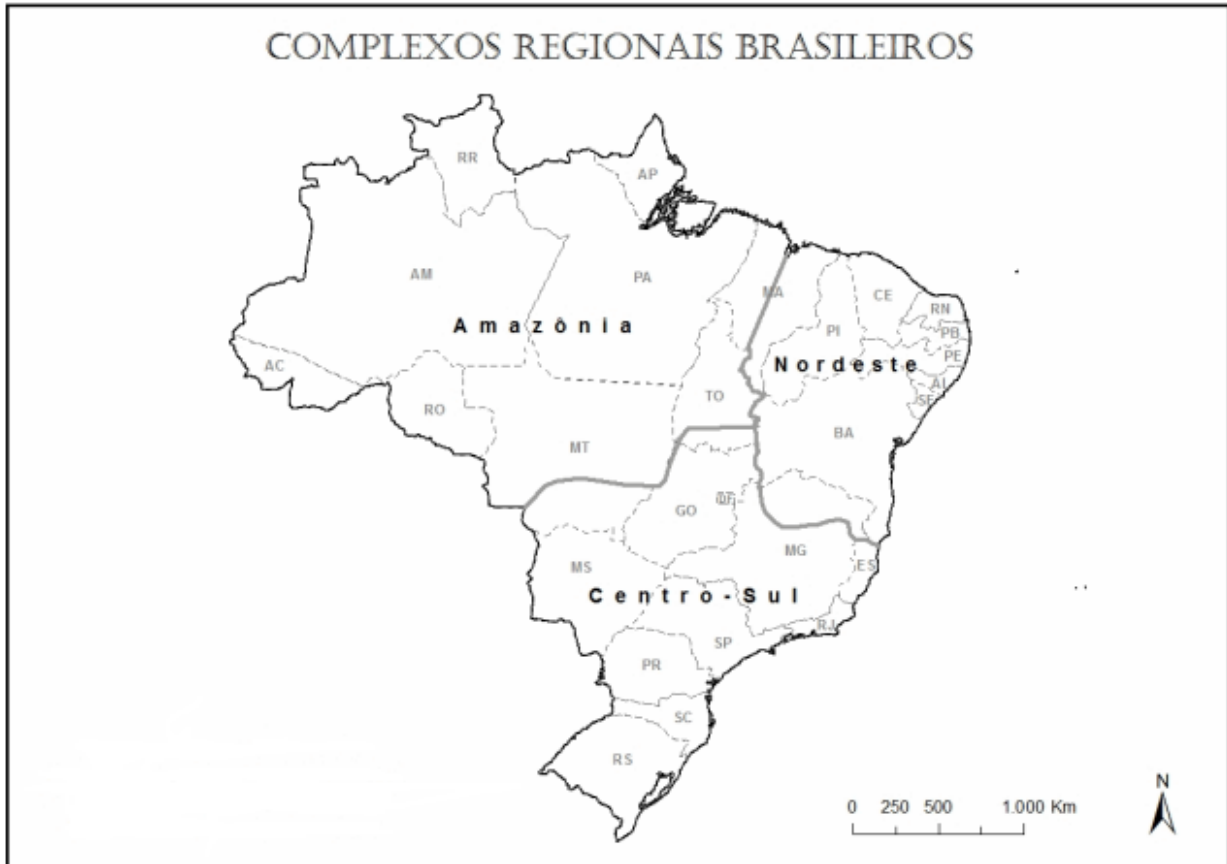 COMPLEXOS REGIONAIS BRASILEIROS
RR
AP
AM
PA
MA
CE
RN
PI
PB
Amazônia
PE
Nordeste
AC
AL
SE
TO
RO
BA
MT
DF
GO
MG
ES
MS
Centro-Sul
RJ
SP
PR
SC
RS
N
0 250 500 1.000 Km